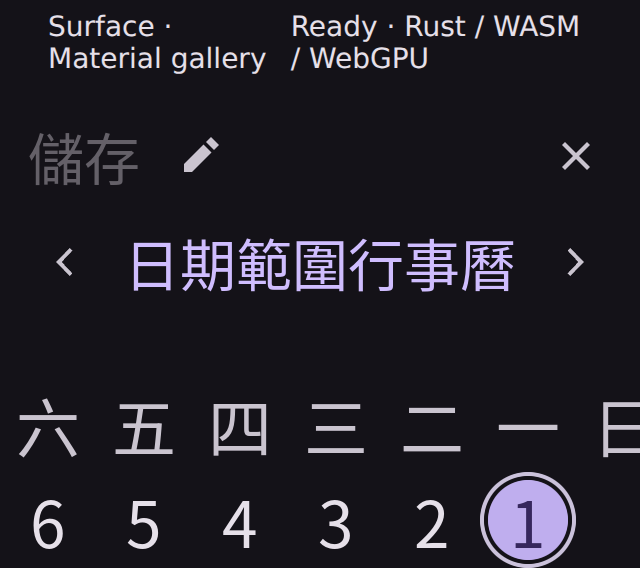 Surface ·
Material gallery
Ready · Rust / WASM
/ WebGPU
儲存
日期範圍行事曆
六 五 四 三 二 一 日
6 5 4 3 2 1